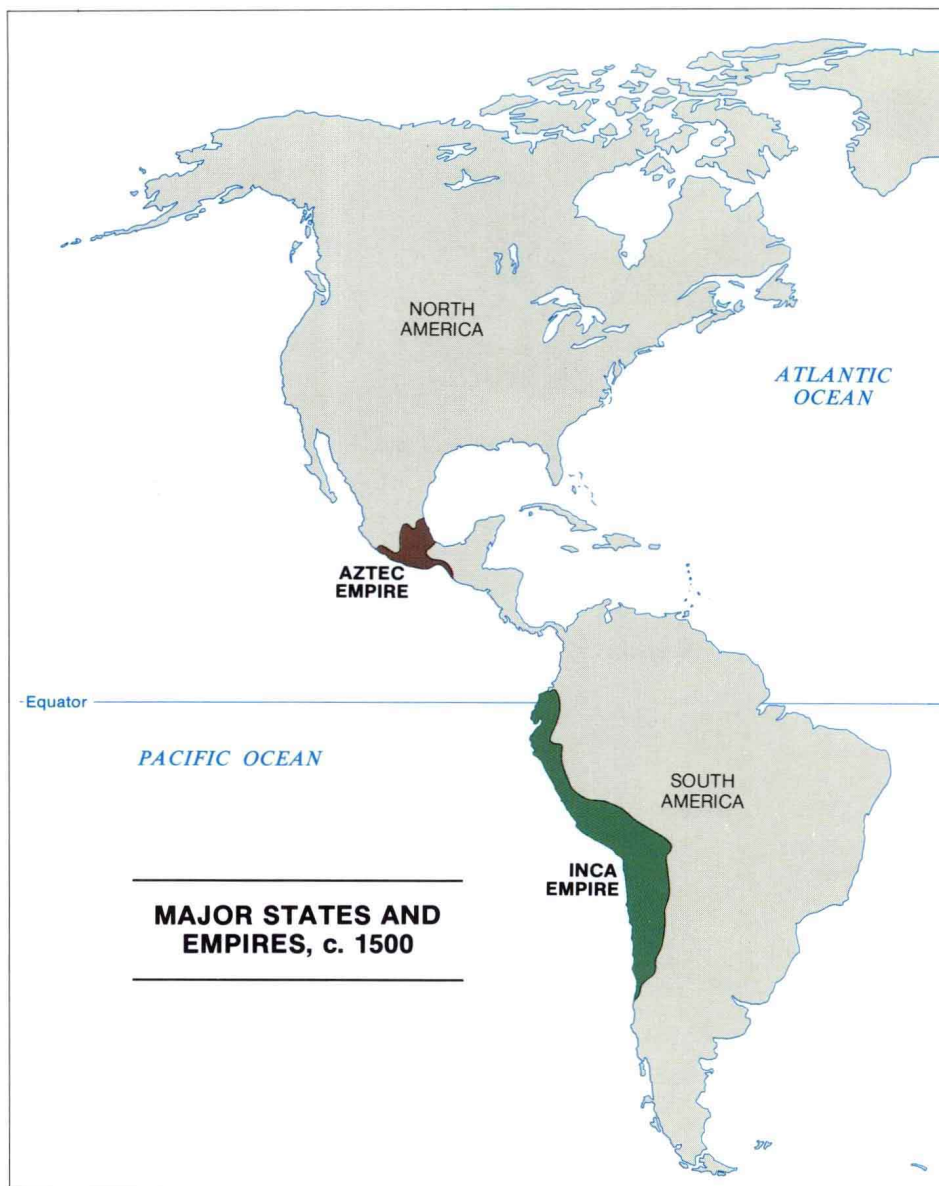 NORTH
AMERICA
ATLANTIC
OCEAN
AZTEC
EMPIRE
Equator
PACIFIC OCEAN
SOUTH
AMERICA
INCA
EMPIRE
MAJOR STATES AND
EMPIRES, c. 1500